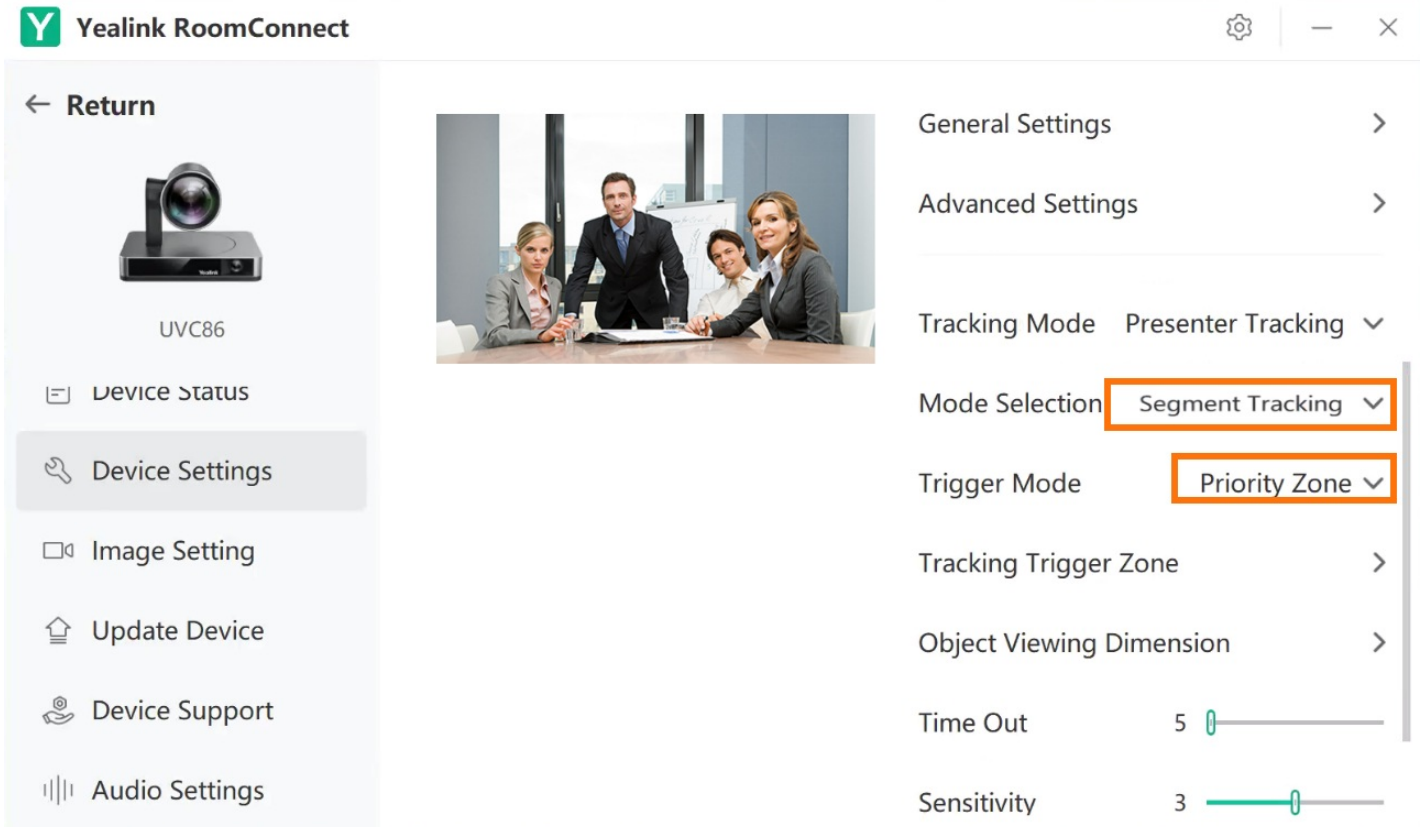 Yealink RoomConnect
Return
UVC86
Device Status
Device Settings
Image Setting
Update Device
Device Support
Audio Settings
General Settings
Advanced Settings
Tracking Mode Presenter Tracking
Mode Selection Segment Tracking
Trigger Mode Priority Zone
Tracking Trigger Zone
Object Viewing Dimension
Time Out 5
Sensitivity 3